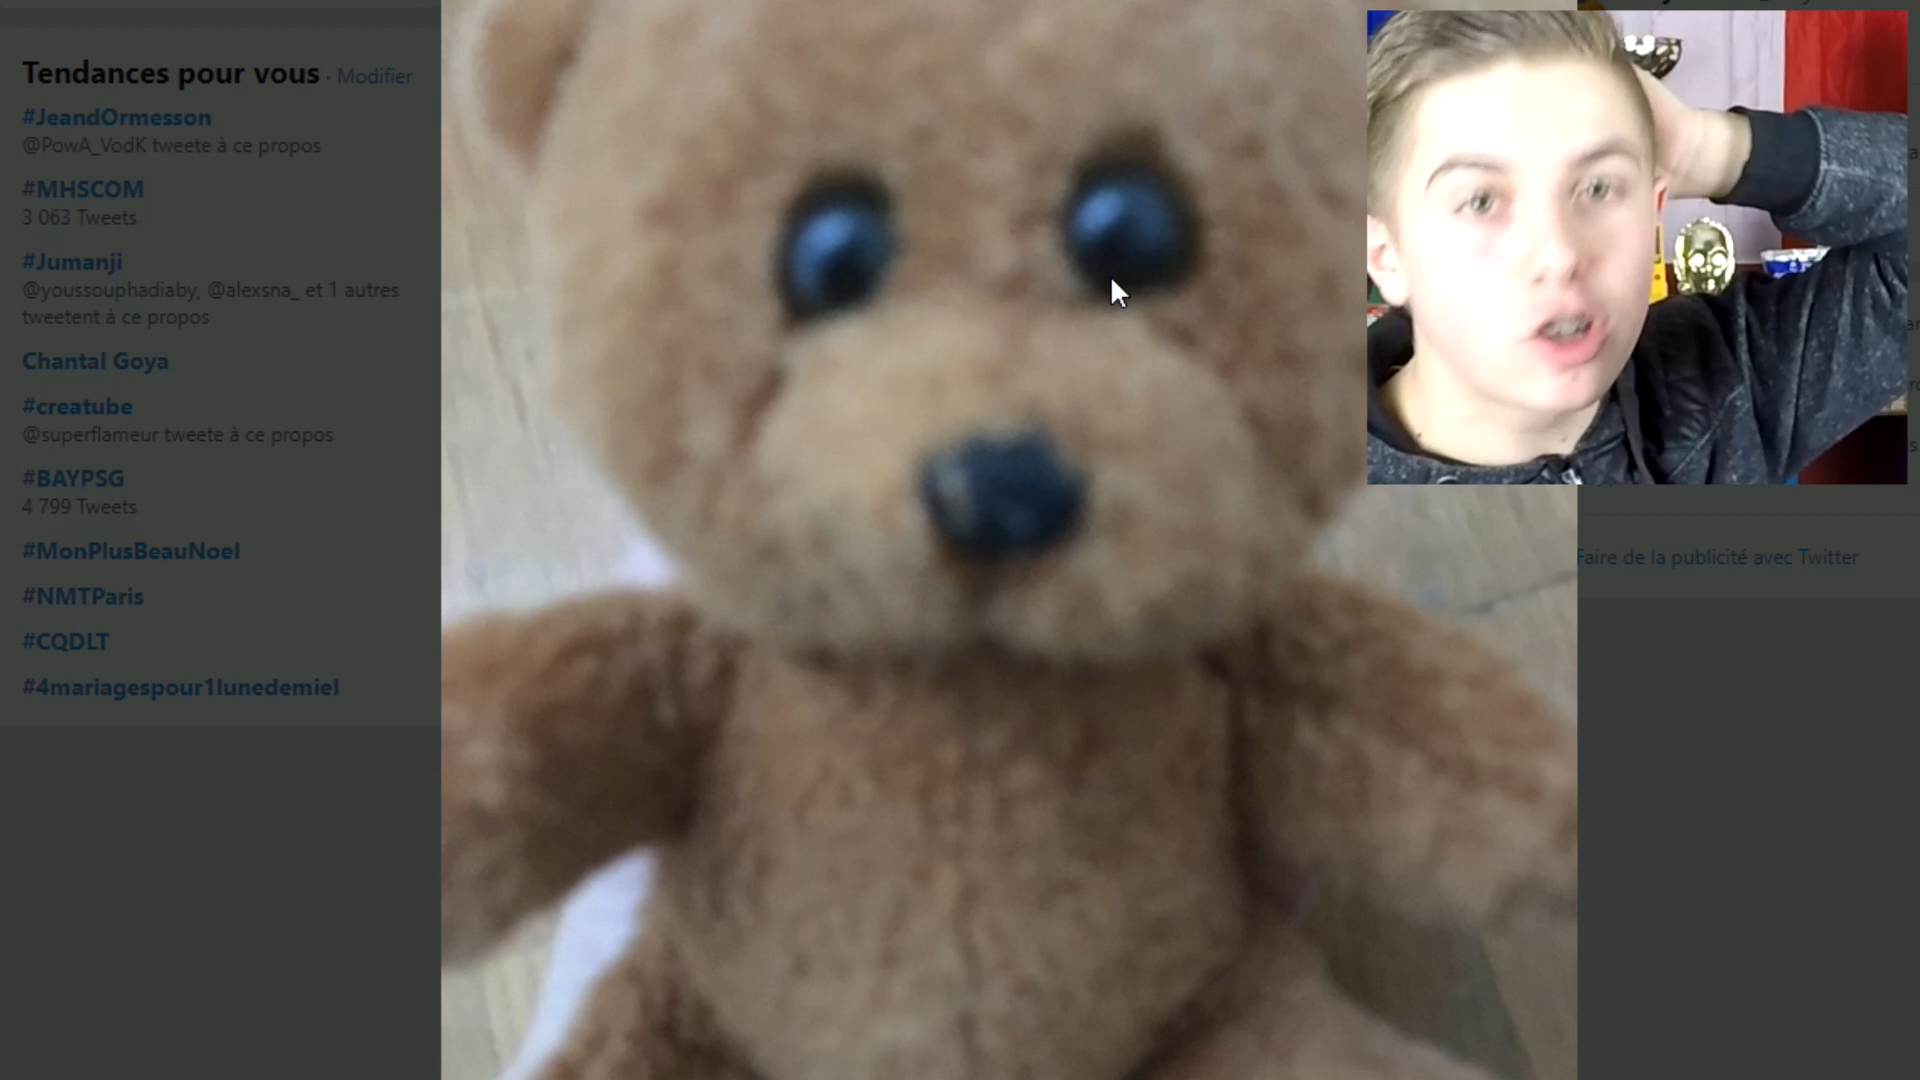 Tendances pour vous · Modifier
#JeandOrmesson
@PowA_VodK tweete à ce propos
#MHSCOM
3 063 Tweets
#Jumanji
@youssouphadiaby, @alexsna_ et 1 autres
tweetent à ce propos
Chantal Goya
#creatube
@superflameur tweete à ce propos
#BAYPSG
4 799 Tweets
#MonPlusBeauNoel
#NMTParis
#CQDLT
#4mariagespour1lunedemiel
Faire de la publicité avec Twitter